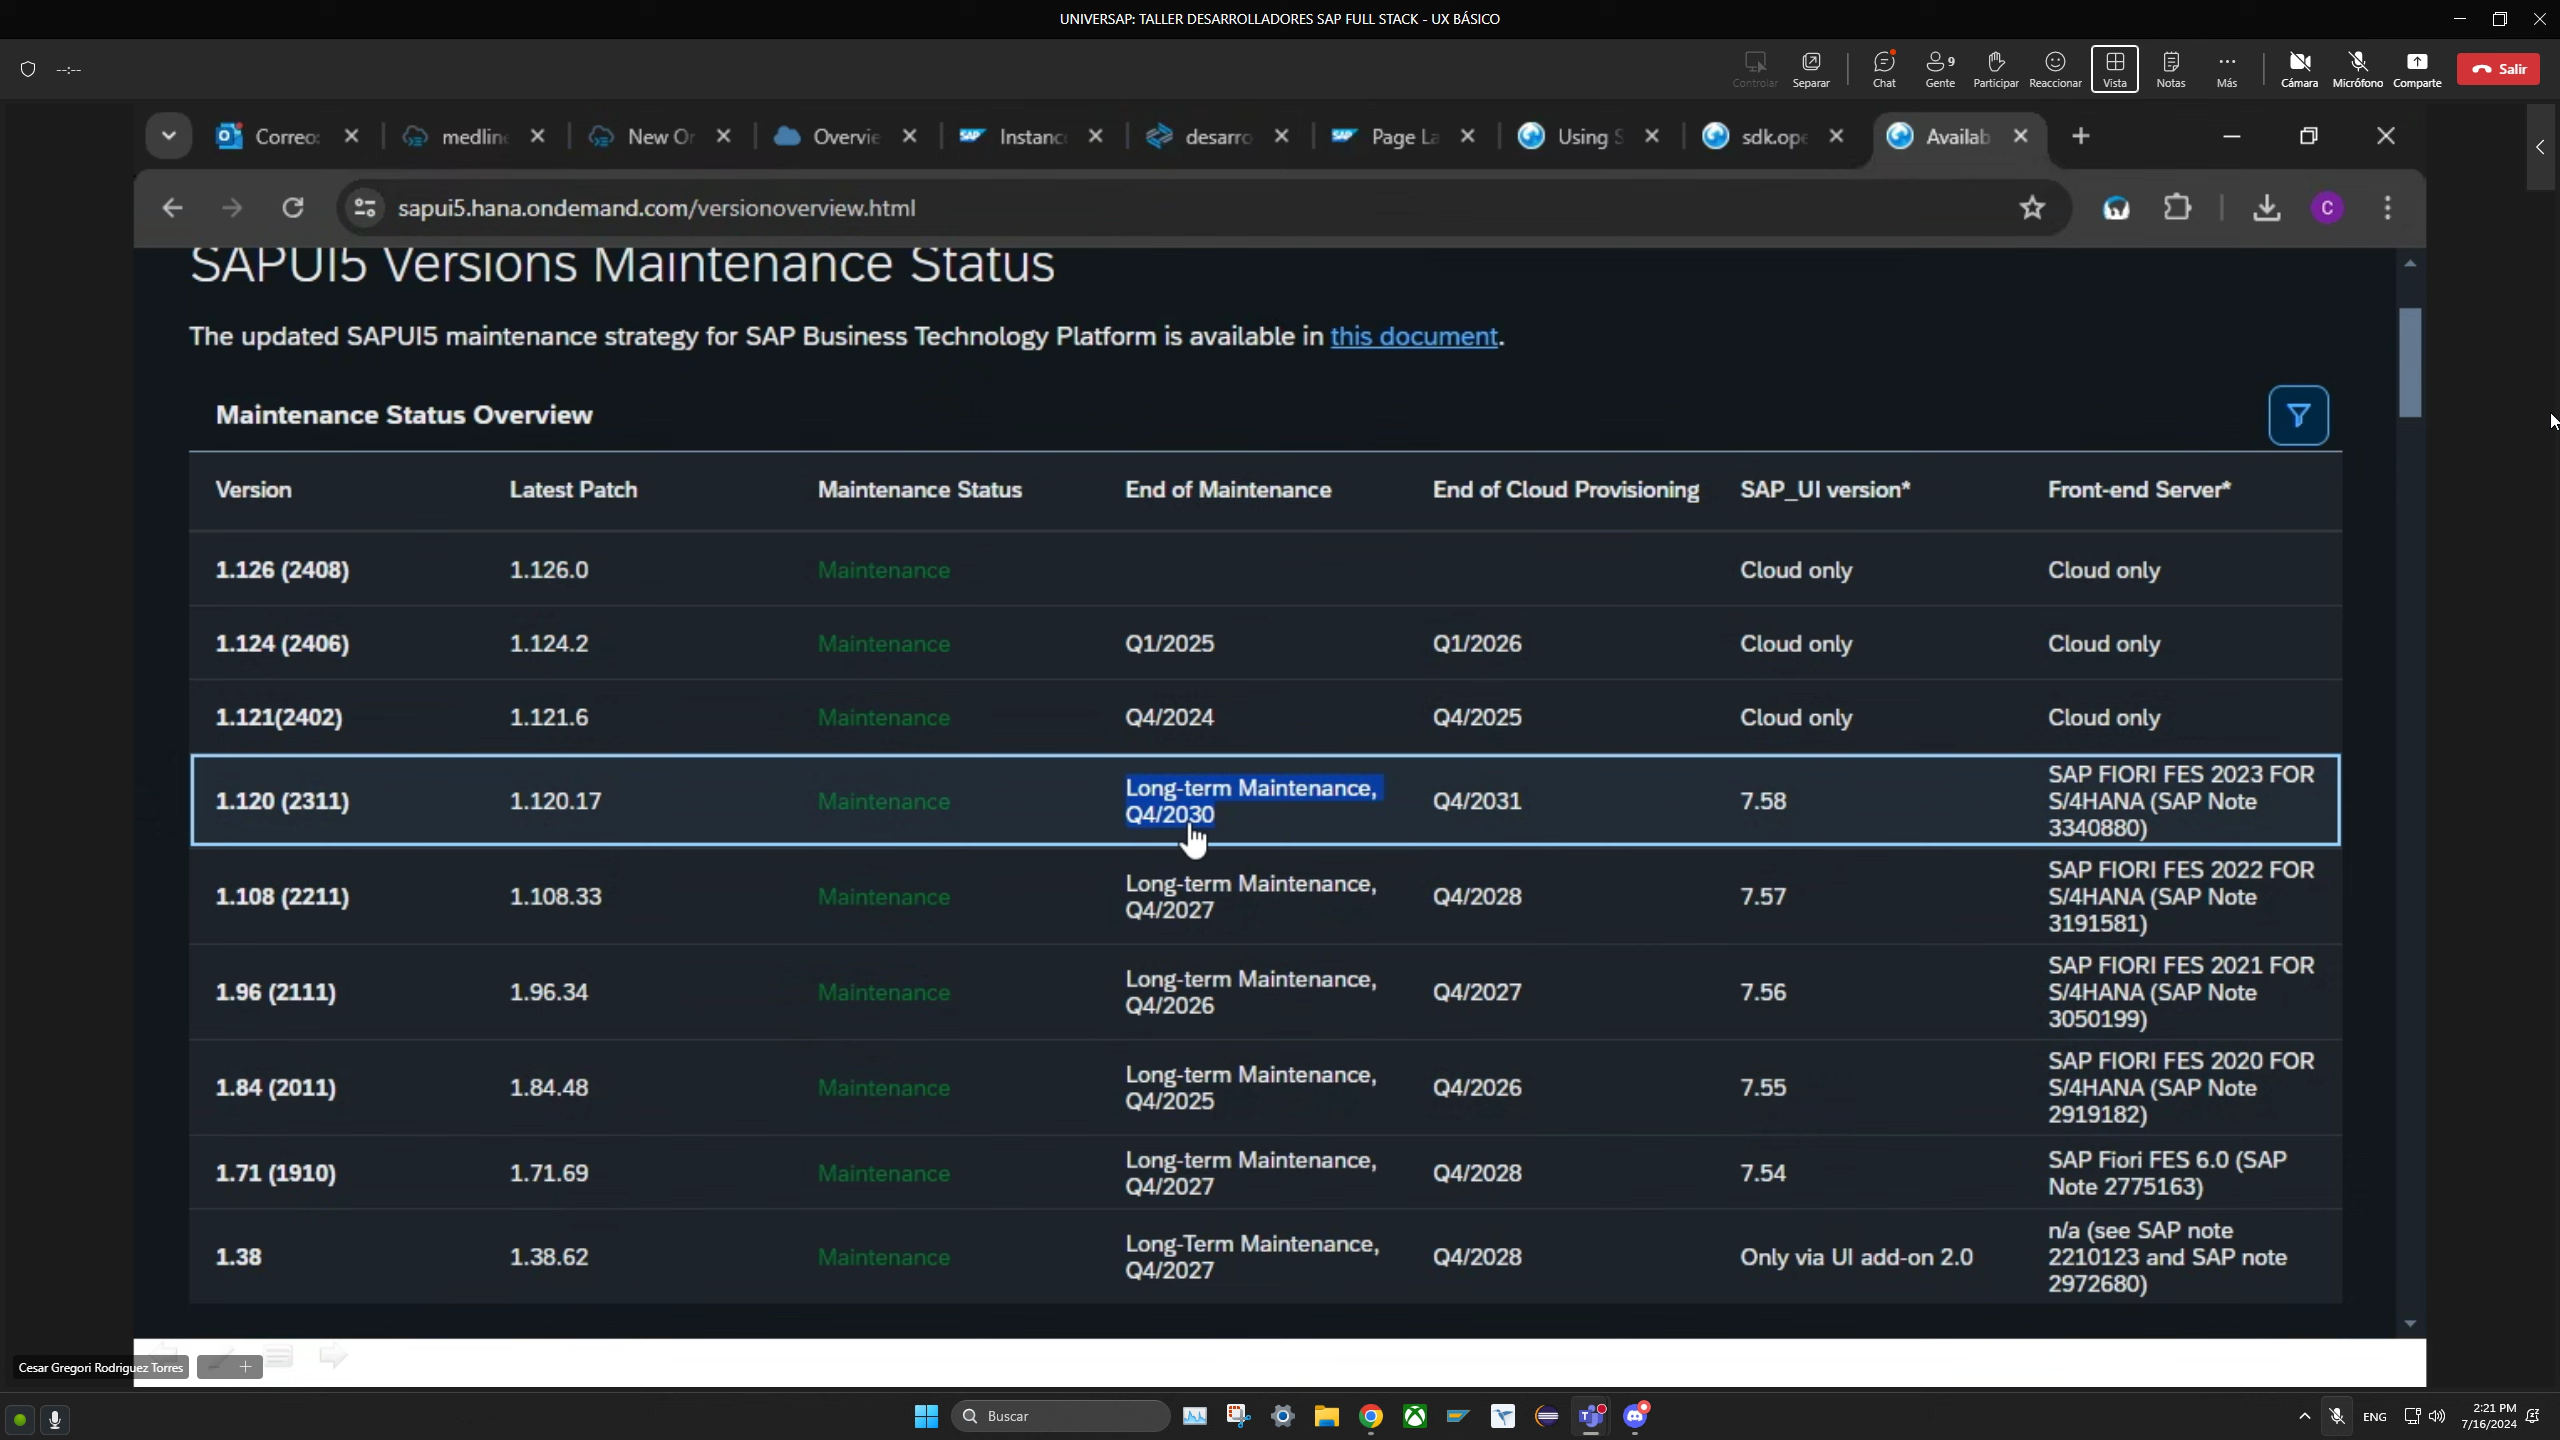 UNIVERSAP: TALLER DESARROLLADORES SAP FULL STACK - UX BÁSICO
--:--
Controlar
Separar
Chat
9
Gente
Participar
Reaccionar
Vista
Notas
Más
Cámara
Micrófono
Comparte
Salir
Correo:
medline
New Or
Overvie
Instanc
desarro
Page La
Using S
sdk.ope
Availab
sapui5.hana.ondemand.com/versionoverview.html
C
SAPUI5 Versions Maintenance Status
The updated SAPUI5 maintenance strategy for SAP Business Technology Platform is available in this document.
Maintenance Status Overview
Version Latest Patch Maintenance Status End of Maintenance End of Cloud Provisioning SAP_UI version* Front-end Server*
1.126 (2408) 1.126.0 Maintenance Cloud only Cloud only
1.124 (2406) 1.124.2 Maintenance Q1/2025 Q1/2026 Cloud only Cloud only
1.121(2402) 1.121.6 Maintenance Q4/2024 Q4/2025 Cloud only Cloud only
1.120 (2311) 1.120.17 Maintenance
Long-term Maintenance,
Q4/2030
Q4/2031 7.58
SAP FIORI FES 2023 FOR
S/4HANA (SAP Note
3340880)
1.108 (2211) 1.108.33 Maintenance
Long-term Maintenance,
Q4/2027
Q4/2028 7.57
SAP FIORI FES 2022 FOR
S/4HANA (SAP Note
3191581)
1.96 (2111) 1.96.34 Maintenance
Long-term Maintenance,
Q4/2026
Q4/2027 7.56
SAP FIORI FES 2021 FOR
S/4HANA (SAP Note
3050199)
1.84 (2011) 1.84.48 Maintenance
Long-term Maintenance,
Q4/2025
Q4/2026 7.55
SAP FIORI FES 2020 FOR
S/4HANA (SAP Note
2919182)
1.71 (1910) 1.71.69 Maintenance
Long-term Maintenance,
Q4/2027
Q4/2028 7.54
SAP Fiori FES 6.0 (SAP
Note 2775163)
1.38 1.38.62 Maintenance
Long-Term Maintenance,
Q4/2027
Q4/2028 Only via UI add-on 2.0
n/a (see SAP note
2210123 and SAP note
2972680)
Cesar Gregori Rodriguez Torres
Buscar
ENG
2:21 PM
7/16/2024